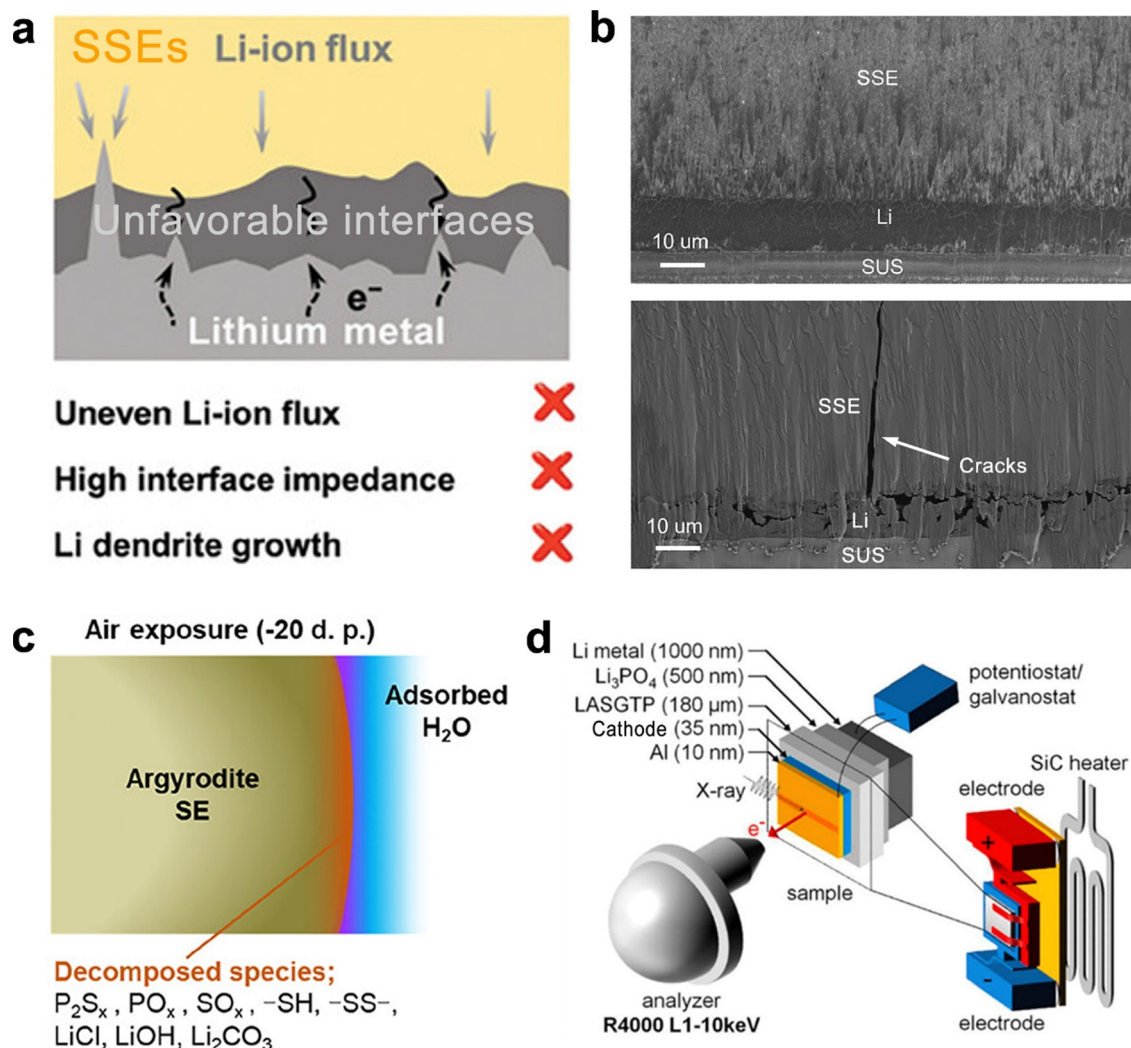 a
SSEs Li-ion flux
Unfavorable interfaces
e⁻
Lithium metal
Uneven Li-ion flux
High interface impedance
Li dendrite growth
b
SSE
Li
10 um
SUS
SSE
Cracks
Li
10 um
SUS
c
Air exposure (-20 d. p.)
Adsorbed
H₂O
Argyrodite
SE
Decomposed species;
P₂Sₓ, POₓ, SOₓ, –SH, –SS–,
LiCl, LiOH, Li₂CO₃
d
Li metal (1000 nm)
Li₃PO₄ (500 nm)
LASGTP (180 μm)
Cathode (35 nm)
Al (10 nm)
X-ray
e⁻
potentiostat/
galvanostat
SiC heater
electrode
+
sample
-
analyzer
R4000 L1-10keV
electrode